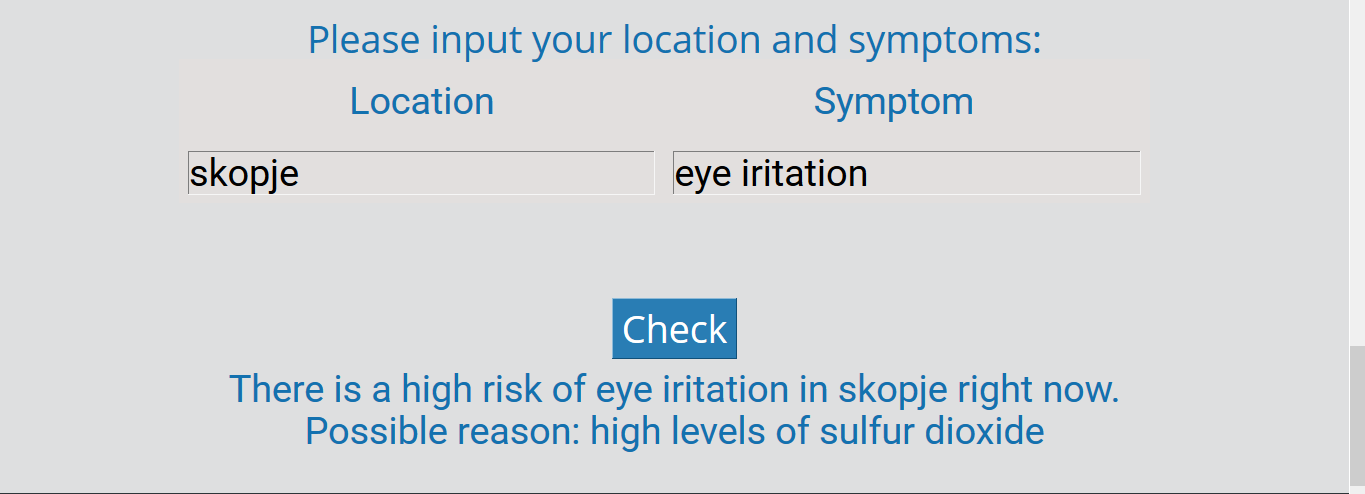 Please input your location and symptoms:
Location Symptom
skopje eye iritation
Check
There is a high risk of eye iritation in skopje right now.
Possible reason: high levels of sulfur dioxide